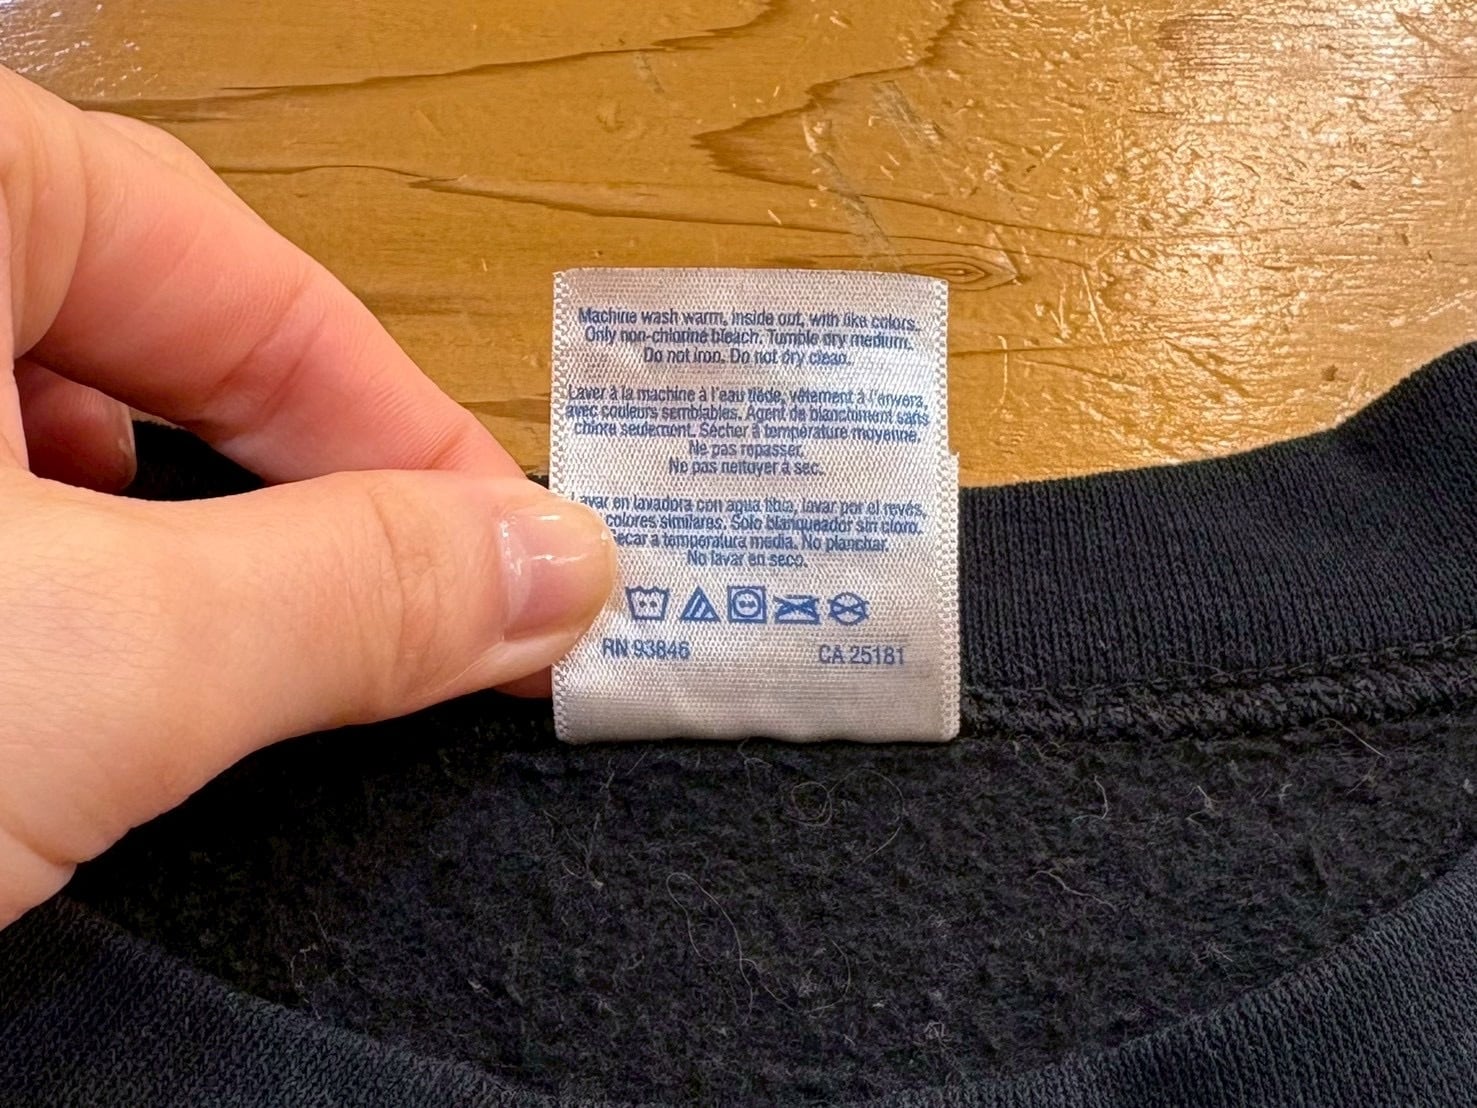 Machine wash warm, inside out, with like colors.
Only non-chlorine bleach. Tumble dry medium.
Do not iron. Do not dry clean.
Laver à la machine à l'eau tiède, vêtement à l'envers,
avec couleurs semblables. Agent de blanchiment sans
chlore seulement. Sécher à température moyenne.
Ne pas repasser.
Ne pas nettoyer à sec.
Lavar en lavadora con agua tibia, lavar por el revés,
colores similares. Solo blanqueador sin cloro.
ecar a temperatura media. No planchar.
No lavar en seco.
RN 93846 CA 25181